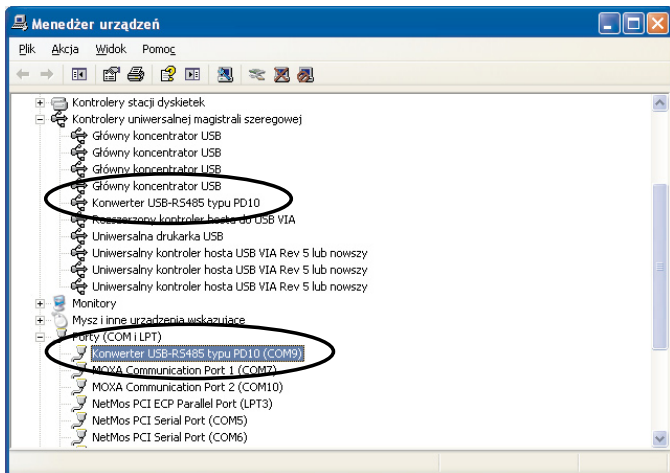 Menedżer urządzeń
Plik Akcja Widok Pomoc
Kontrolery stacji dyskietek
Kontrolery uniwersalnej magistrali szeregowej
Główny koncentrator USB
Główny koncentrator USB
Główny koncentrator USB
Główny koncentrator USB
Konwerter USB-RS485 typu PD10
Rozszerzony kontroler hosta do USB VIA
Uniwersalna drukarka USB
Uniwersalny kontroler hosta USB VIA Rev 5 lub nowszy
Uniwersalny kontroler hosta USB VIA Rev 5 lub nowszy
Uniwersalny kontroler hosta USB VIA Rev 5 lub nowszy
Monitory
Mysz i inne urządzenia wskazujące
Porty (COM i LPT)
Konwerter USB-RS485 typu PD10 (COM9)
MOXA Communication Port 1 (COM7)
MOXA Communication Port 2 (COM10)
NetMos PCI ECP Parallel Port (LPT3)
NetMos PCI Serial Port (COM5)
NetMos PCI Serial Port (COM6)